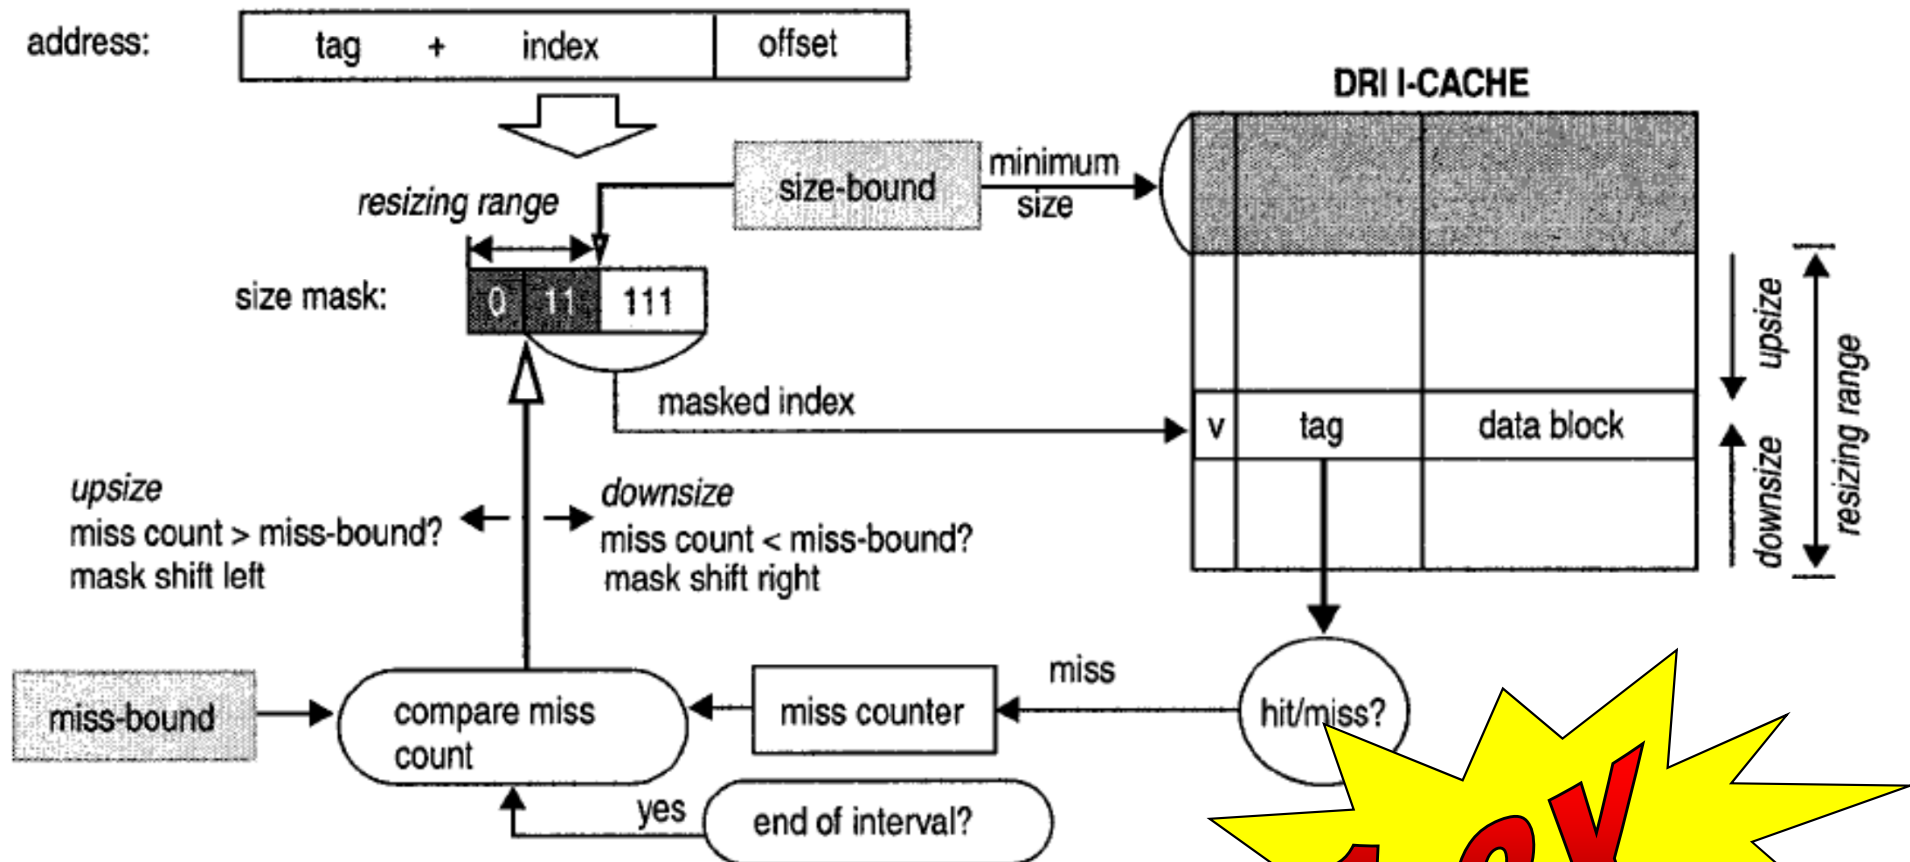 address:
tag + index
offset
DRI I-CACHE
size-bound
minimum
size
resizing range
size mask:
0
11
111
masked index
v
tag
data block
upsize
downsize
resizing range
upsize
miss count > miss-bound?
mask shift left
downsize
miss count < miss-bound?
mask shift right
miss-bound
compare miss
count
miss counter
miss
hit/miss?
yes
end of interval?